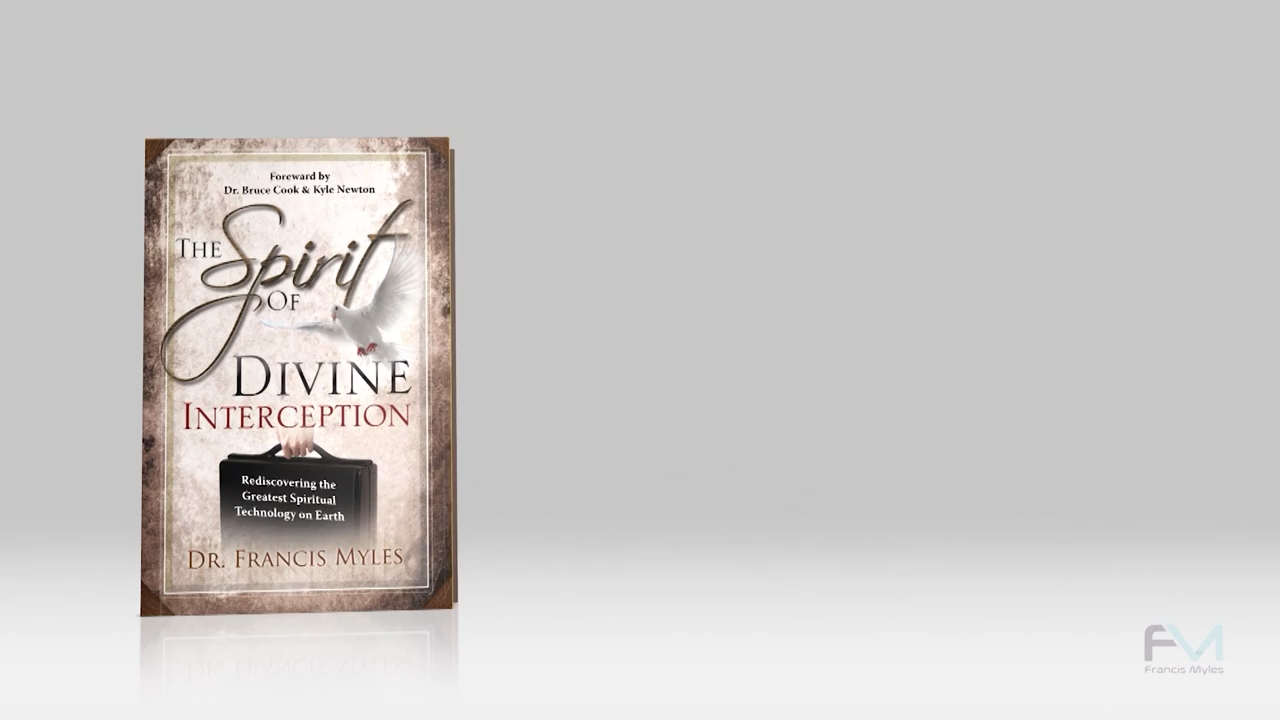 Foreward by
Dr. Bruce Cook & Kyle Newton
The Spirit
Of
Divine
Interception
Rediscovering the
Greatest Spiritual
Technology on Earth
Dr. Francis Myles
FM
Francis Myles